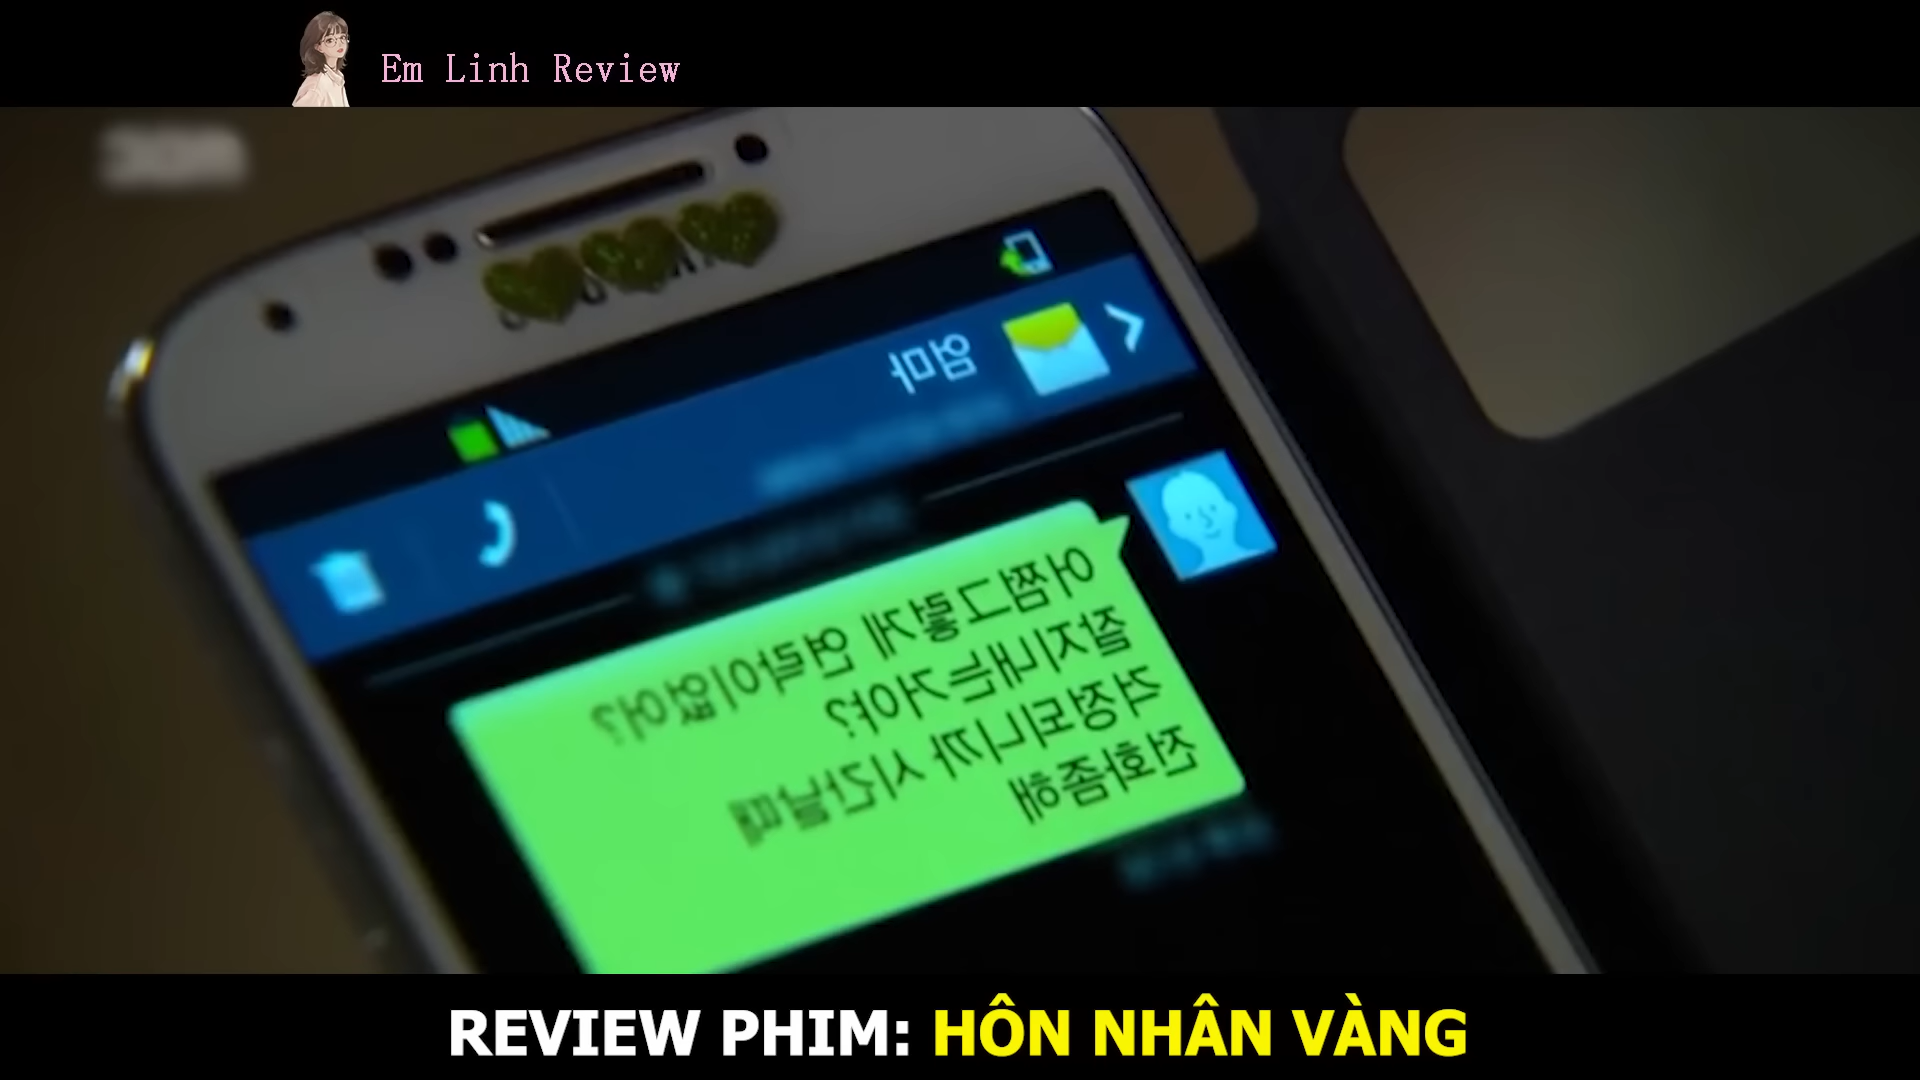 Em Linh Review
엄마
어쩜그렇게 연락이없어?
잘지내는거야?
걱정되니까 시간날때
전화좀해
REVIEW PHIM: HÔN NHÂN VÀNG